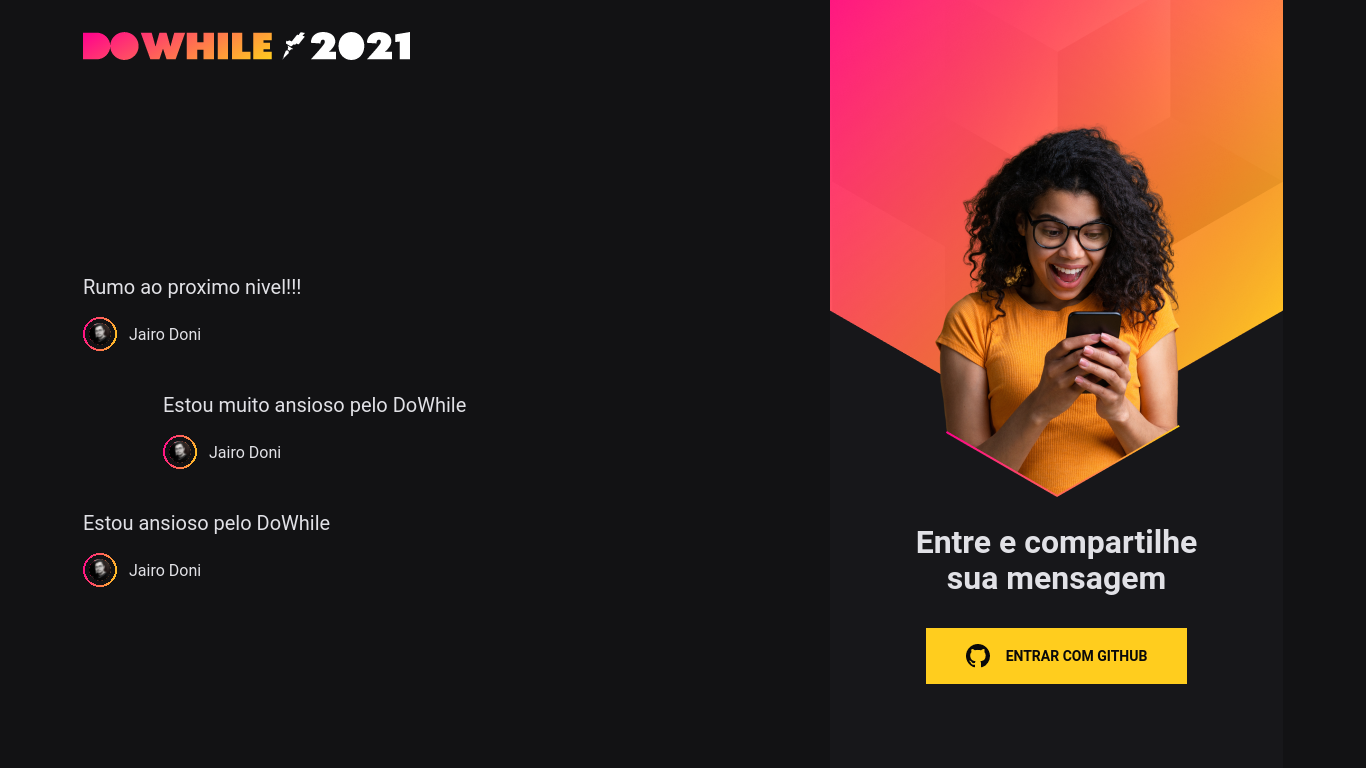 DOWHILE 2021
Rumo ao proximo nivel!!!
Jairo Doni
Estou muito ansioso pelo DoWhile
Jairo Doni
Estou ansioso pelo DoWhile
Jairo Doni
Entre e compartilhe
sua mensagem
ENTRAR COM GITHUB